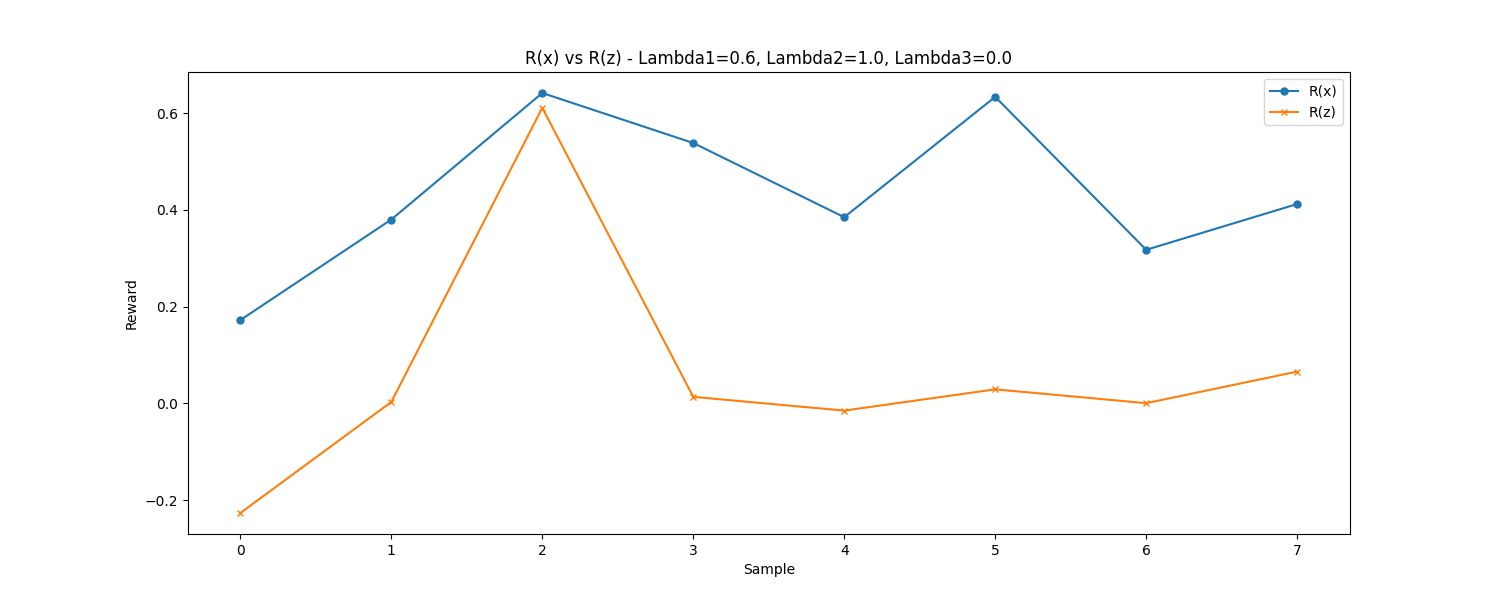 R(x) vs R(z) - Lambda1=0.6, Lambda2=1.0, Lambda3=0.0
R(x)
R(z)
0.6
0.4
0.2
0.0
−0.2
Reward
0 1 2 3 4 5 6 7
Sample